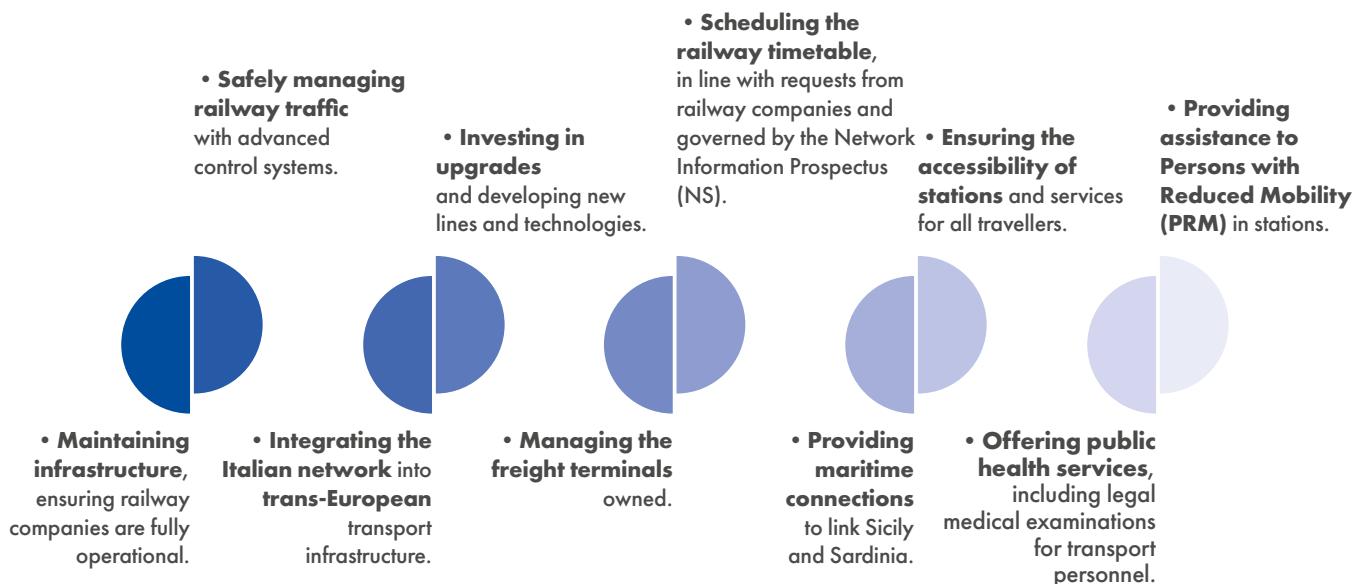 • Scheduling the
railway timetable,
in line with requests from
railway companies and
governed by the Network
Information Prospectus
(NS).
• Safely managing
railway traffic
with advanced
control systems.
• Investing in
upgrades
and developing new
lines and technologies.
• Ensuring the
accessibility of
stations and services
for all travellers.
• Providing
assistance to
Persons with
Reduced Mobility
(PRM) in stations.
• Maintaining
infrastructure,
ensuring railway
companies are fully
operational.
• Integrating the
Italian network into
trans-European
transport
infrastructure.
• Managing the
freight terminals
owned.
• Providing
maritime
connections
to link Sicily
and Sardinia.
• Offering public
health services,
including legal
medical examinations
for transport
personnel.